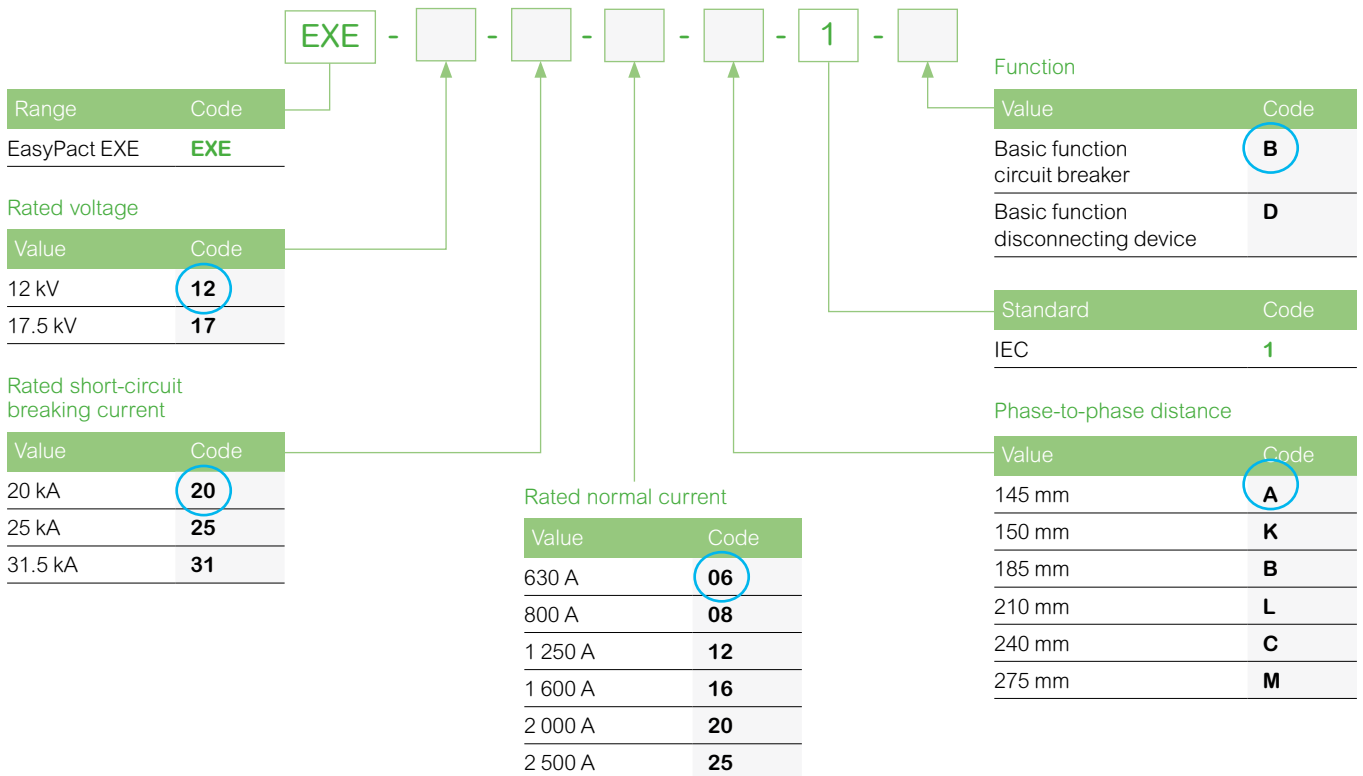 EXE - - - - - 1 -
Range Code
EasyPact EXE EXE
Rated voltage
Value Code
12 kV 12
17.5 kV 17
Rated short-circuit
breaking current
Value Code
20 kA 20
25 kA 25
31.5 kA 31
Rated normal current
Value Code
630 A 06
800 A 08
1 250 A 12
1 600 A 16
2 000 A 20
2 500 A 25
Function
Value Code
Basic function
circuit breaker B
Basic function
disconnecting device D
Standard Code
IEC 1
Phase-to-phase distance
Value Code
145 mm A
150 mm K
185 mm B
210 mm L
240 mm C
275 mm M